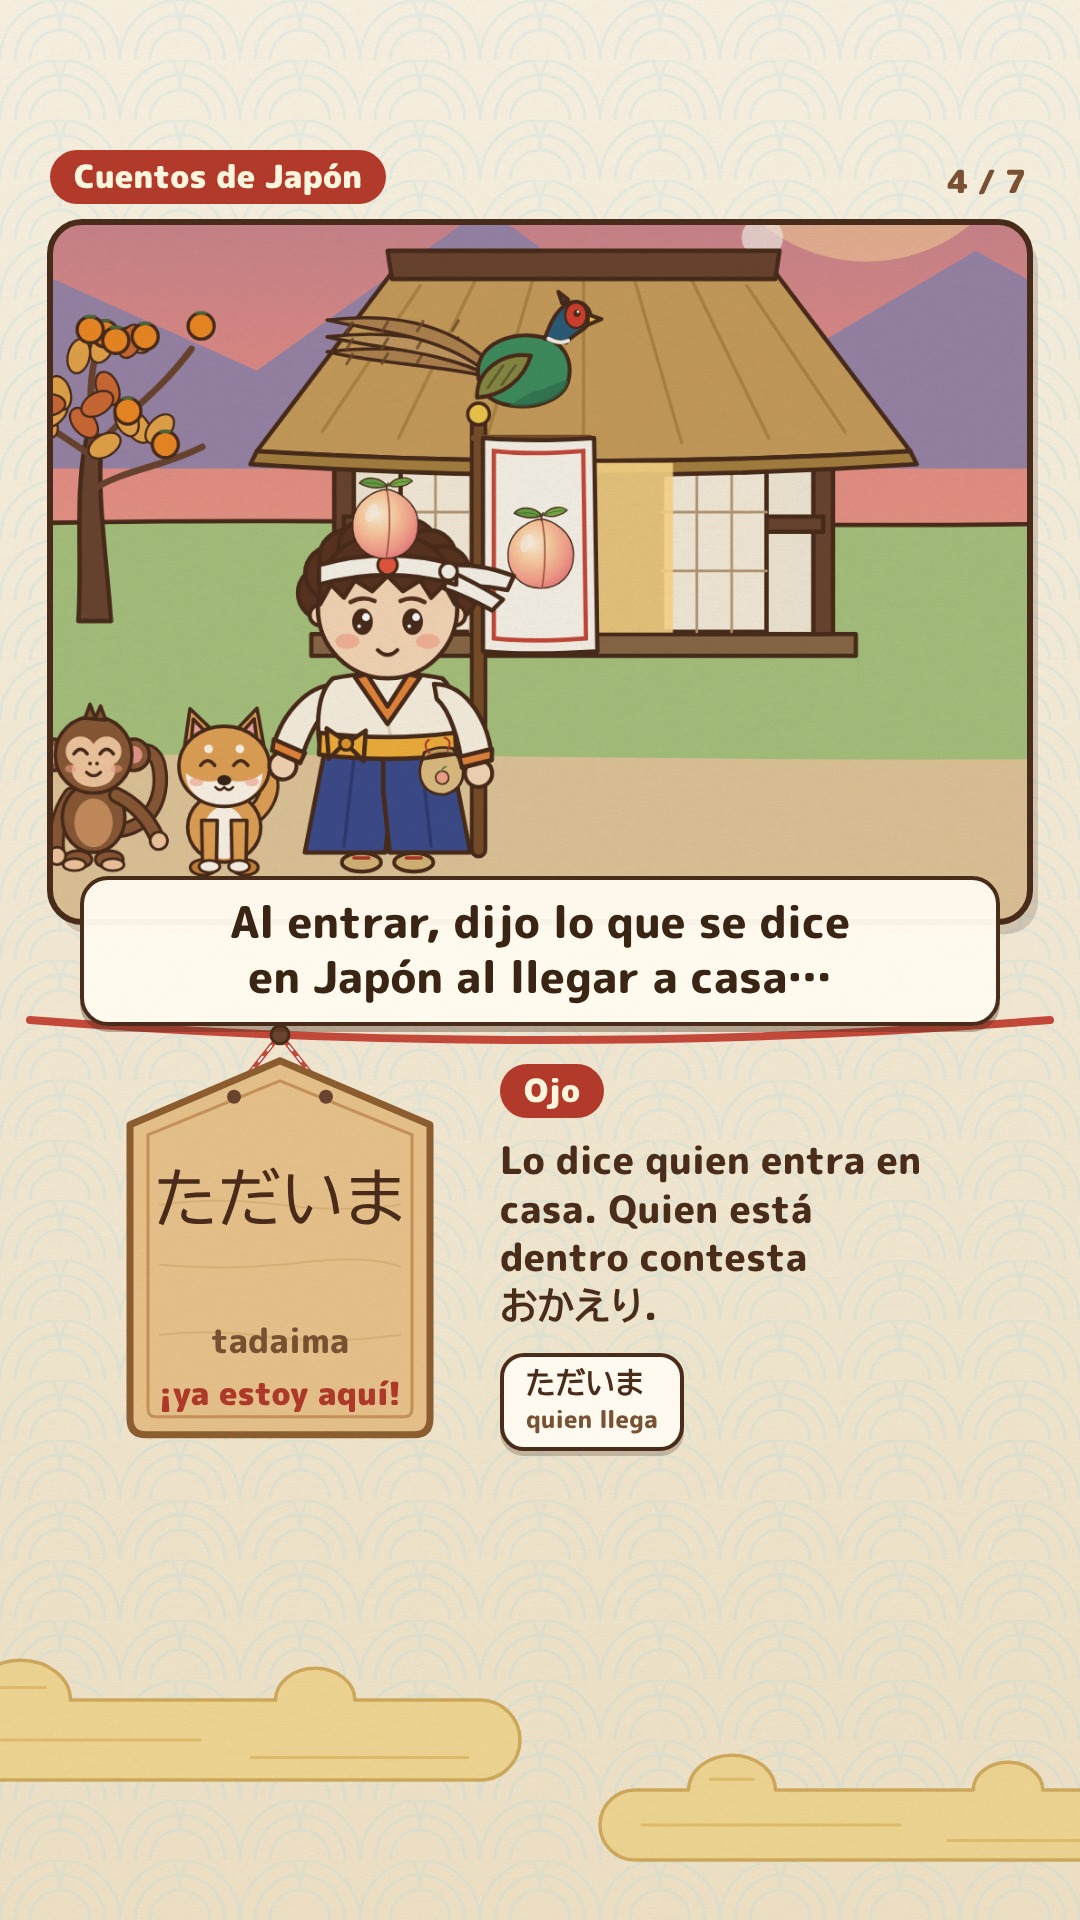 Cuentos de Japón
4 / 7
Al entrar, dijo lo que se dice
en Japón al llegar a casa…
ただいま
tadaima
¡ya estoy aquí!
Ojo
Lo dice quien entra en
casa. Quien está
dentro contesta
おかえり.
ただいま
quien llega